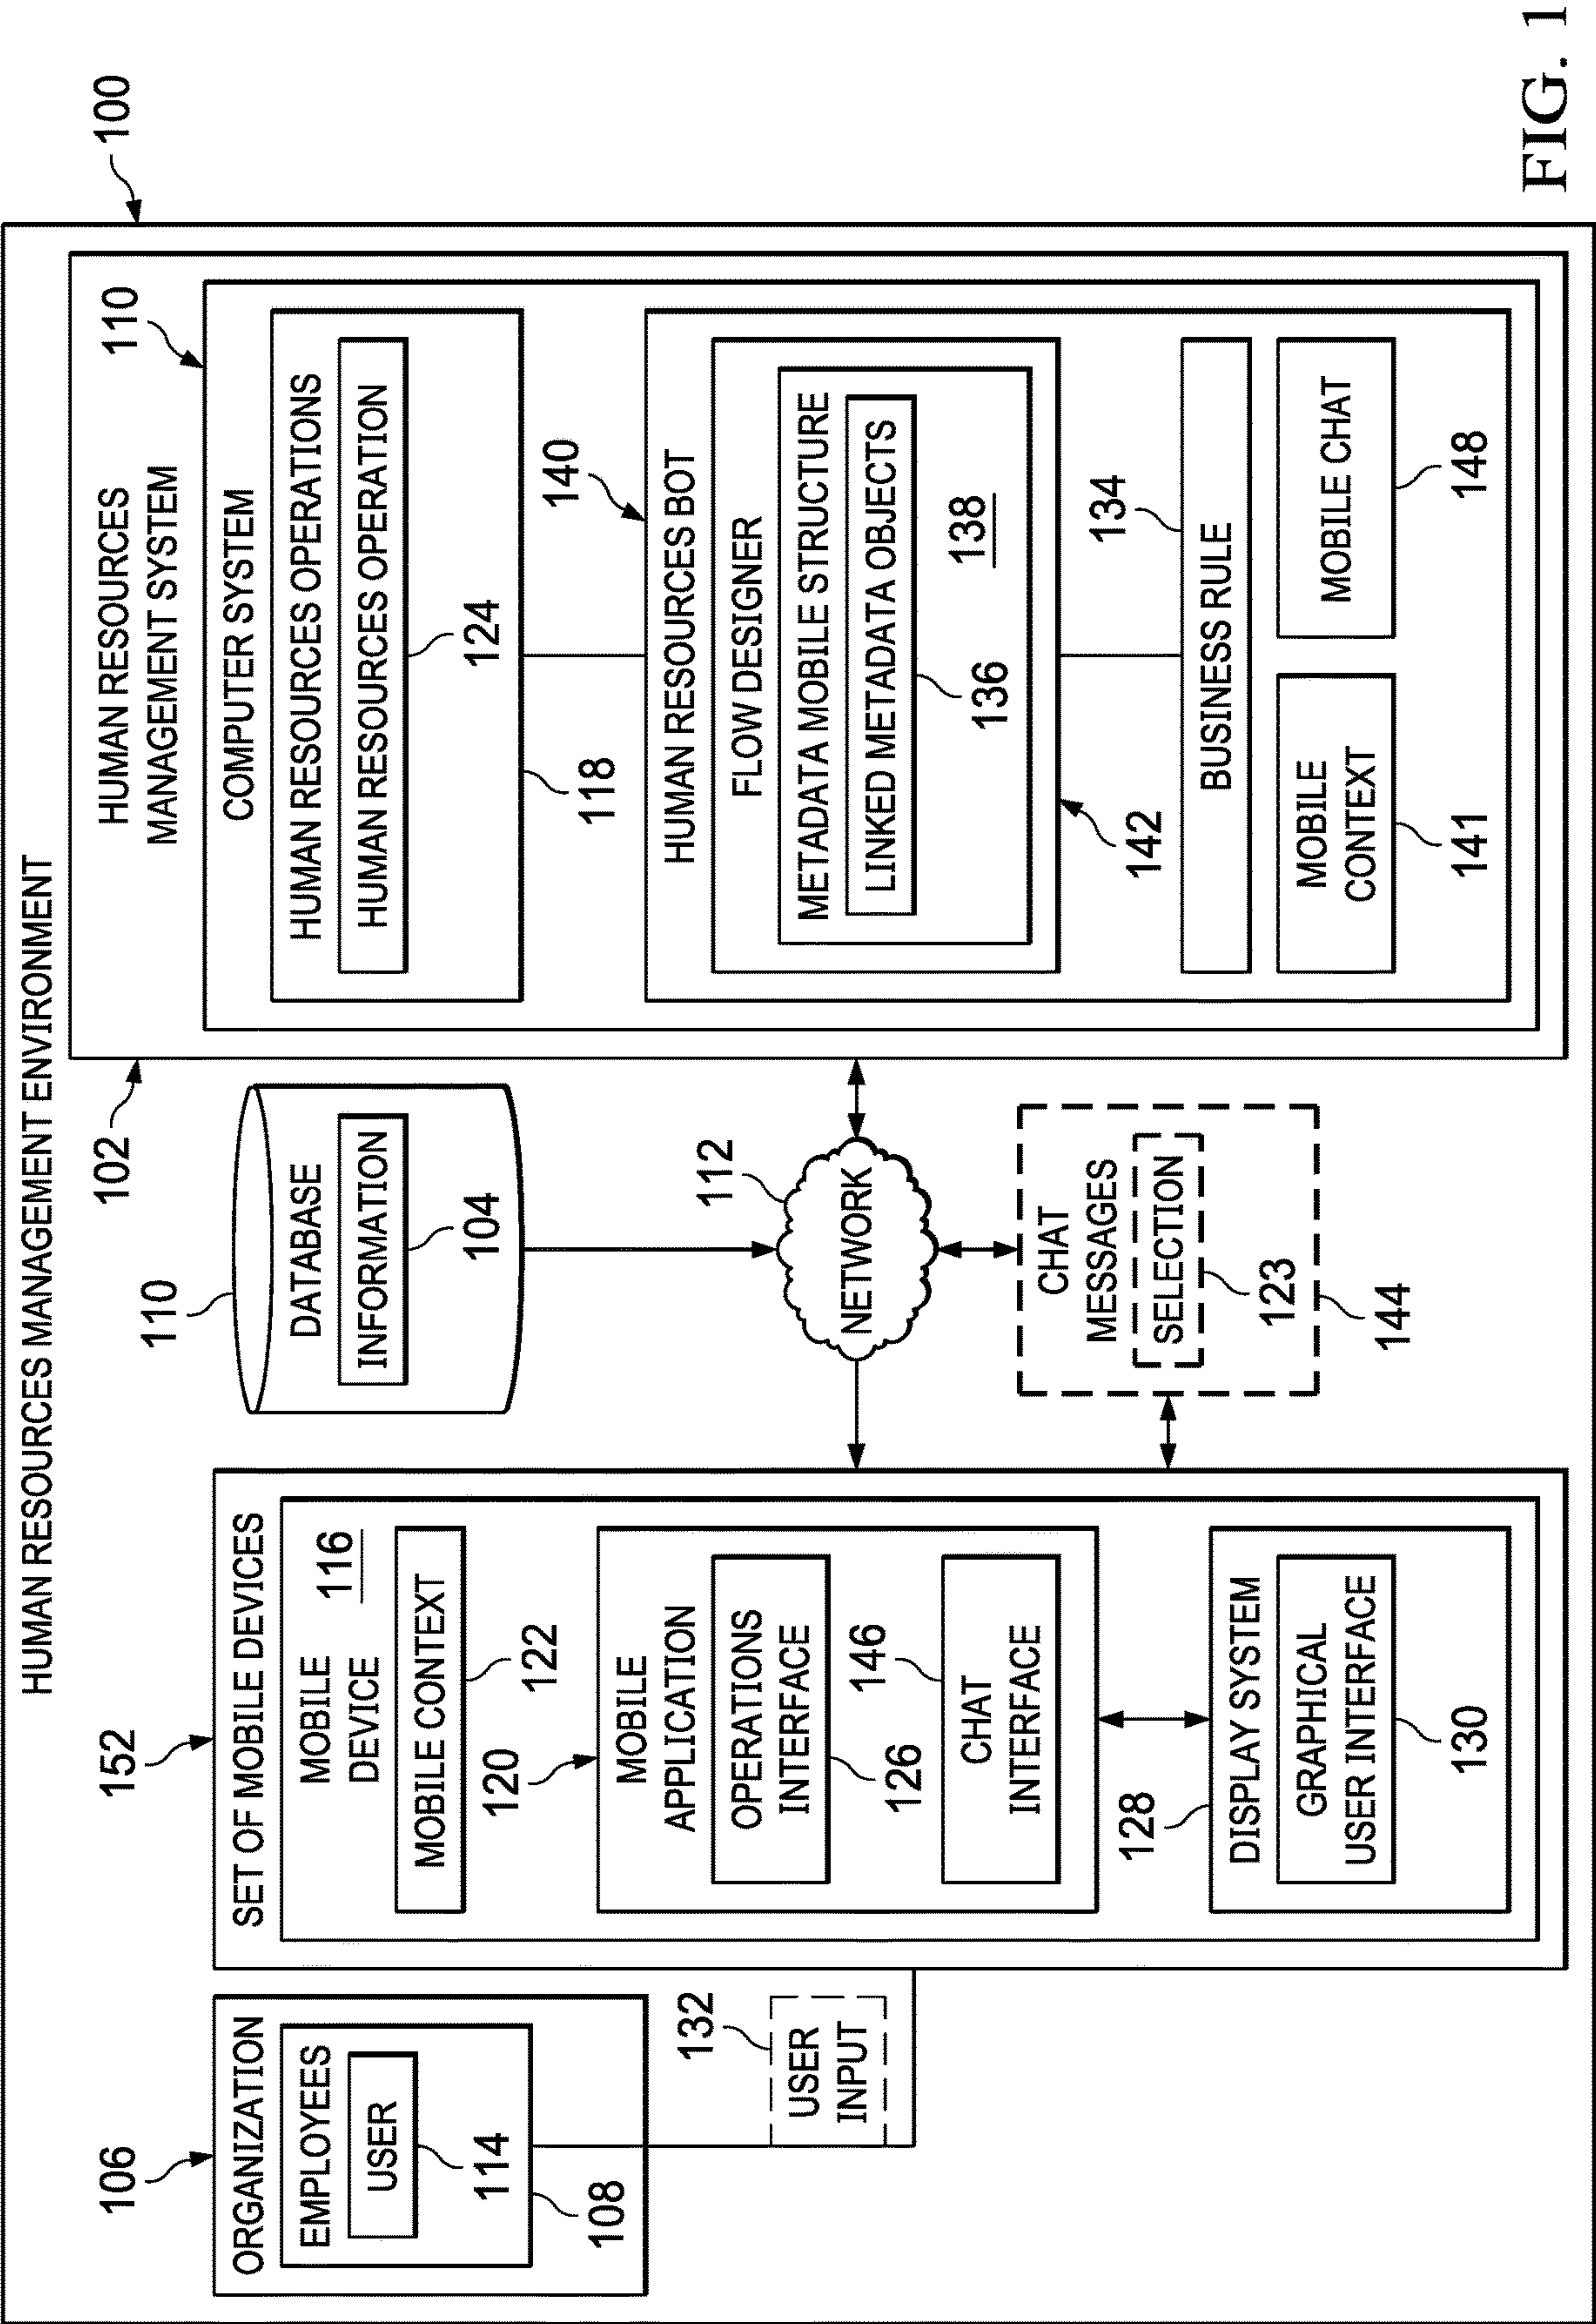 HUMAN RESOURCES MANAGEMENT ENVIRONMENT
100
106
ORGANIZATION
EMPLOYEES
USER
114
108
132
USER
INPUT
152
SET OF MOBILE DEVICES
MOBILE
DEVICE
116
MOBILE CONTEXT
122
120
MOBILE
APPLICATION
OPERATIONS
INTERFACE
126
146
CHAT
INTERFACE
128
DISPLAY SYSTEM
GRAPHICAL
USER INTERFACE
130
110
DATABASE
INFORMATION
104
112
NETWORK
CHAT
MESSAGES
SELECTION
123
144
102
HUMAN RESOURCES
MANAGEMENT SYSTEM
110
COMPUTER SYSTEM
HUMAN RESOURCES OPERATIONS
HUMAN RESOURCES OPERATION
124
118
140
HUMAN RESOURCES BOT
FLOW DESIGNER
METADATA MOBILE STRUCTURE
LINKED METADATA OBJECTS
136
138
142
134
BUSINESS RULE
MOBILE
CONTEXT
141
MOBILE CHAT
148
FIG. 1